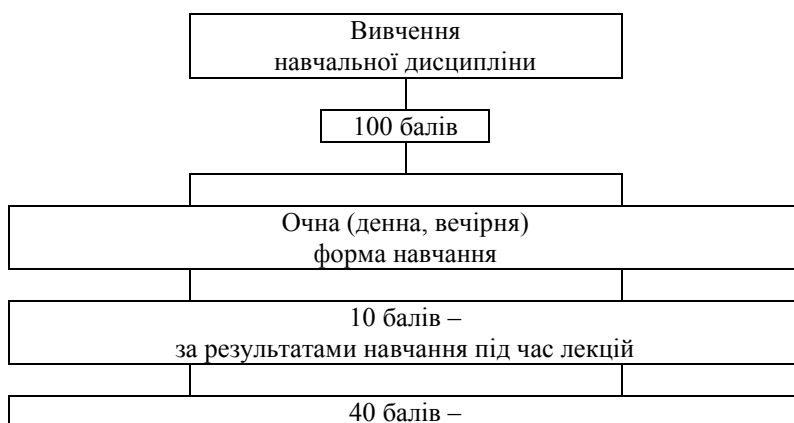 Вивчення
навчальної дисципліни
100 балів
Очна (денна, вечірня)
форма навчання
10 балів –
за результатами навчання під час лекцій
40 балів –